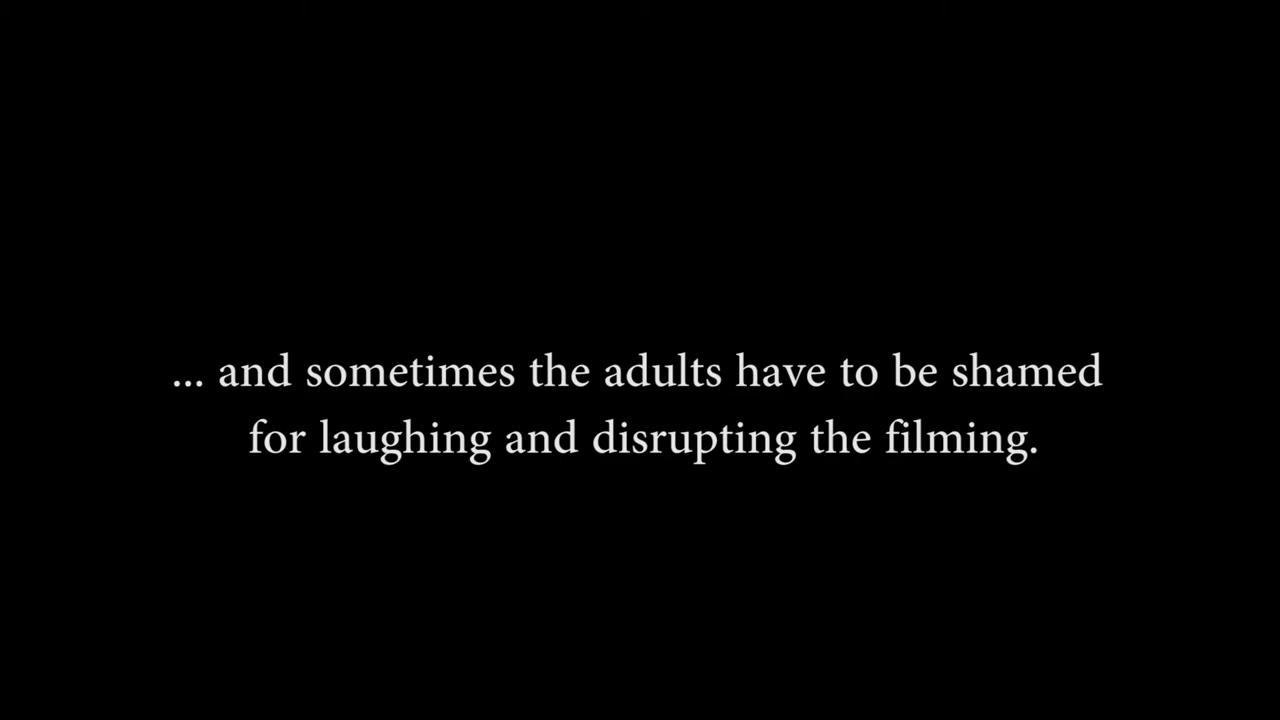 ... and sometimes the adults have to be shamed
for laughing and disrupting the filming.